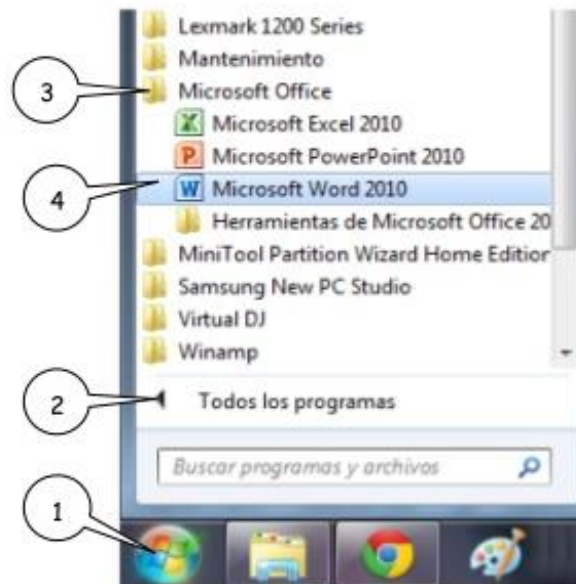 Lexmark 1200 Series
Mantenimiento
3
Microsoft Office
Microsoft Excel 2010
Microsoft PowerPoint 2010
4
Microsoft Word 2010
Herramientas de Microsoft Office 20
MiniTool Partition Wizard Home Edition
Samsung New PC Studio
Virtual DJ
Winamp
2
Todos los programas
Buscar programas y archivos
1